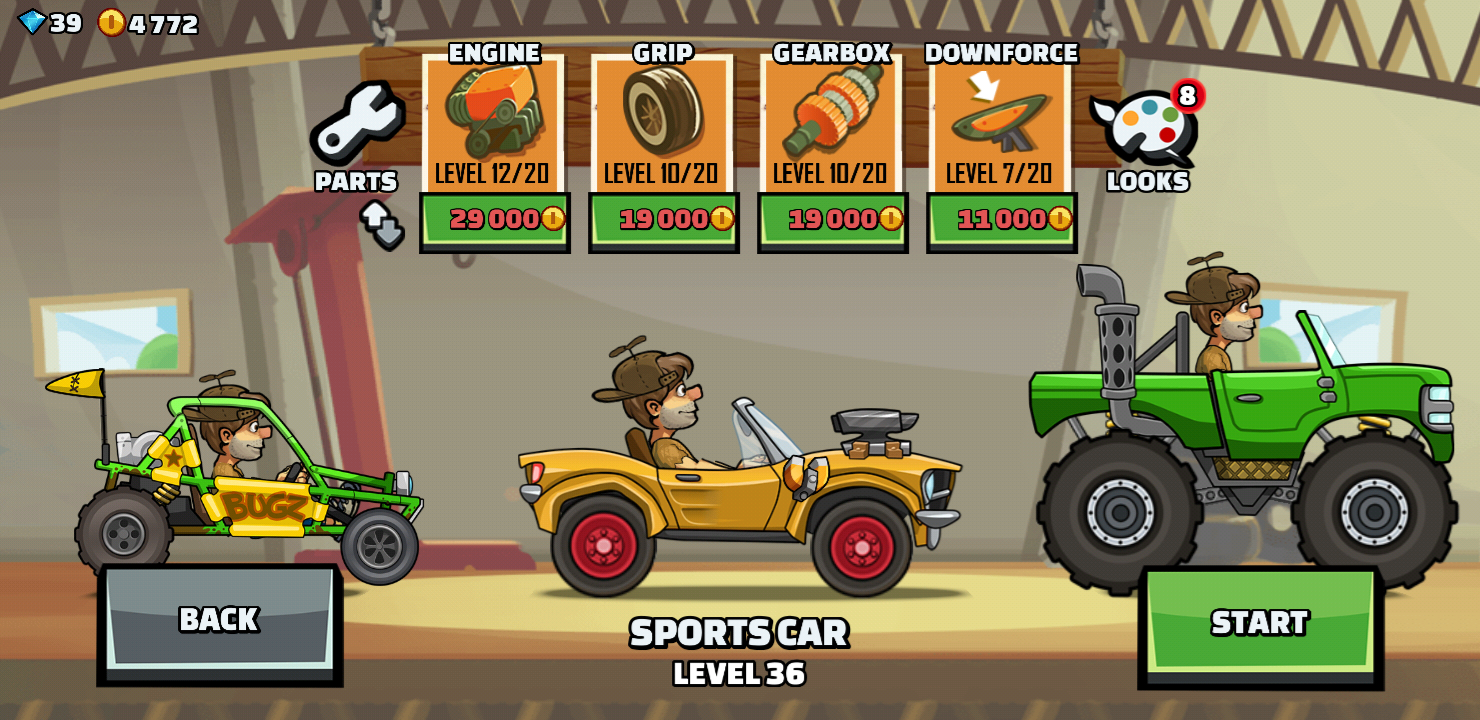 39 4 772
ENGINE GRIP GEARBOX DOWNFORCE
8
LEVEL 12/20 LEVEL 10/20 LEVEL 10/20 LEVEL 7/20
PARTS LOOKS
29 000 19 000 19 000 11 000
BUGZ
BACK
START
SPORTS CAR
LEVEL 36